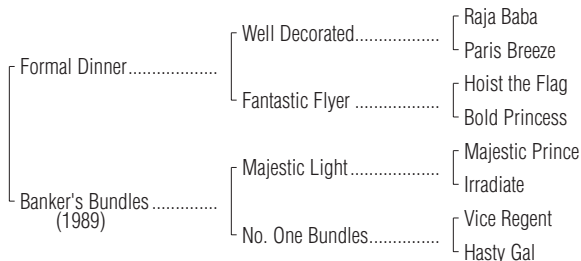 Raja Baba
Well Decorated..................
Paris Breeze
Formal Dinner...................
Hoist the Flag
Fantastic Flyer ..................
Bold Princess
Majestic Prince
Majestic Light...................
Irradiate
Banker's Bundles ..............
(1989)
Vice Regent
No. One Bundles...............
Hasty Gal